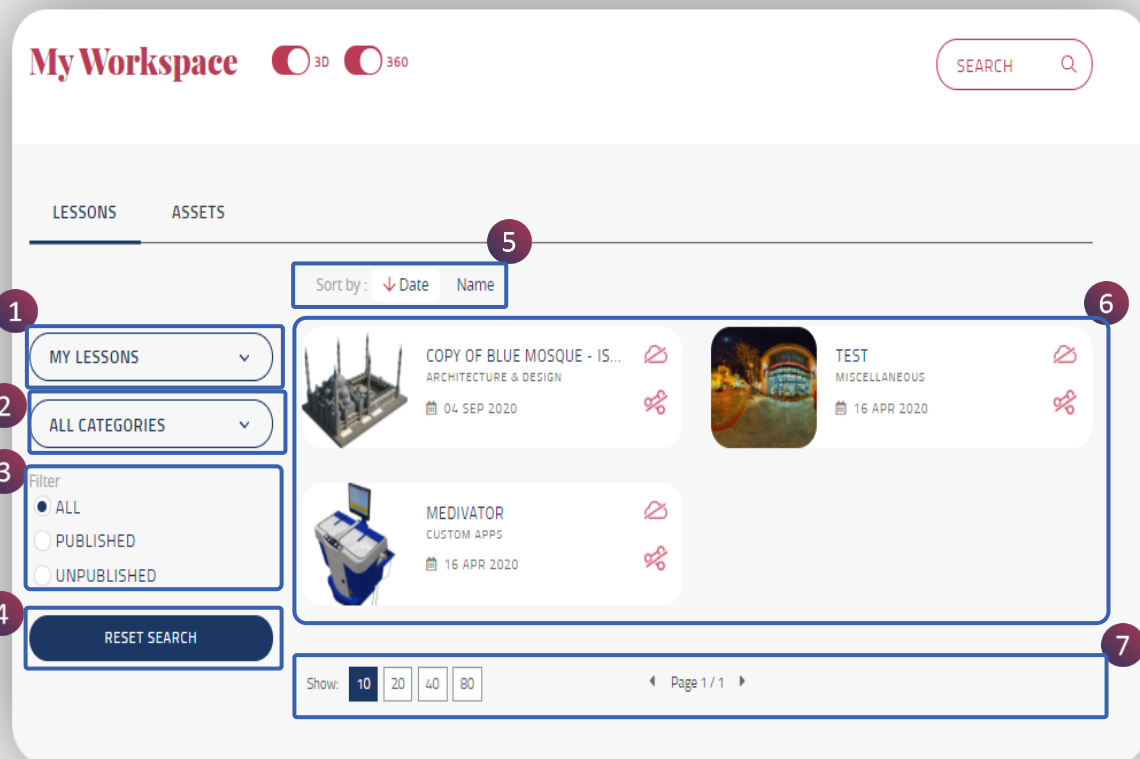 My Workspace 3D 360 SEARCH
LESSONS ASSETS
5
Sort by : Date Name
1
6
MY LESSONS
COPY OF BLUE MOSQUE - IS...
ARCHITECTURE & DESIGN
04 SEP 2020
TEST
MISCELLANEOUS
16 APR 2020
2
ALL CATEGORIES
3
Filter
ALL
PUBLISHED
UNPUBLISHED
MEDIVATOR
CUSTOM APPS
16 APR 2020
4
RESET SEARCH
7
Show: 10 20 40 80 Page 1 / 1